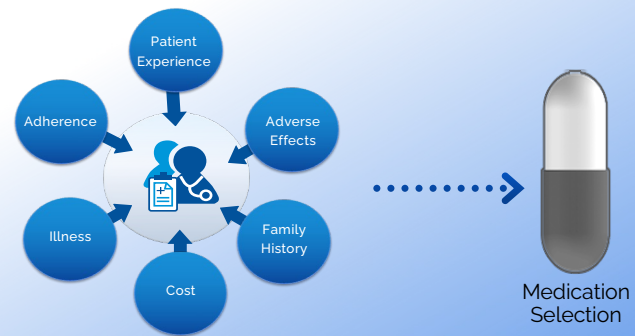 Patient
Experience
Adherence
Adverse
Effects
Illness
Family
History
Cost
Medication
Selection